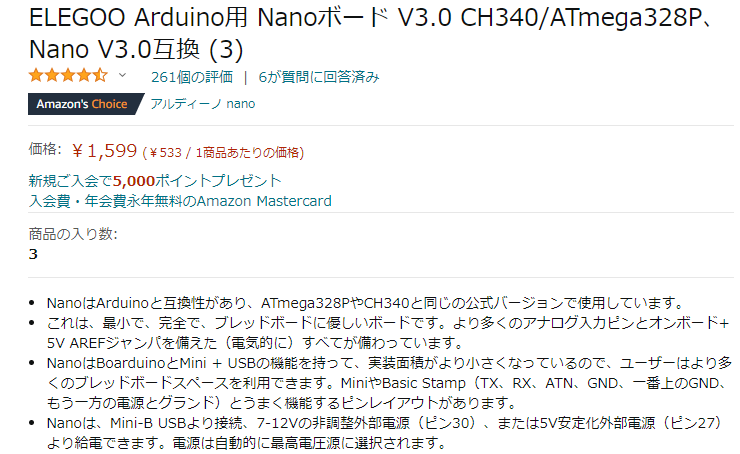 ELEGOO Arduino用 Nanoボード V3.0 CH340/ATmega328P、
Nano V3.0互換 (3)
261個の評価 | 6が質問に回答済み
Amazon's Choice アルディーノ nano
価格: ￥1,599 (￥533 / 1商品あたりの価格)
新規ご入会で5,000ポイントプレゼント
入会費・年会費永年無料のAmazon Mastercard
商品の入り数:
3
• NanoはArduinoと互換性があり、ATmega328PやCH340と同じの公式バージョンで使用しています。
• これは、最小で、完全で、ブレッドボードに優しいボードです。より多くのアナログ入力ピンとオンボード+
5V AREFジャンパを備えた（電気的に）すべてが備わっています。
• NanoはBoarduinoとMini + USBの機能を持って、実装面積がより小さくなっているので、ユーザーはより多
くのブレッドボードスペースを利用できます。MiniやBasic Stamp（TX、RX、ATN、GND、一番上のGND、
もう一方の電源とグランド）とうまく機能するピンレイアウトがあります。
• Nanoは、Mini-B USBより接続、7-12Vの非調整外部電源（ピン30）、または5V安定化外部電源（ピン27）
より給電できます。電源は自動的に最高電圧源に選択されます。